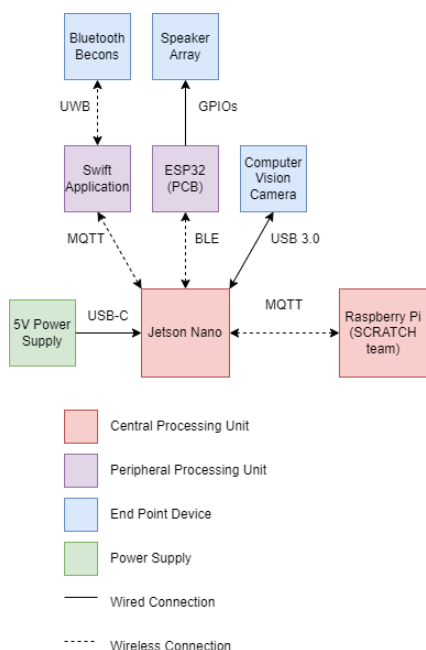 Bluetooth
Becons
Speaker
Array
UWB
GPIOs
Swift
Application
ESP32
(PCB)
Computer
Vision
Camera
MQTT
BLE
USB 3.0
5V Power
Supply
USB-C
Jetson Nano
MQTT
Raspberry Pi
(SCRATCH
team)
Central Processing Unit
Peripheral Processing Unit
End Point Device
Power Supply
Wired Connection
Wireless Connection